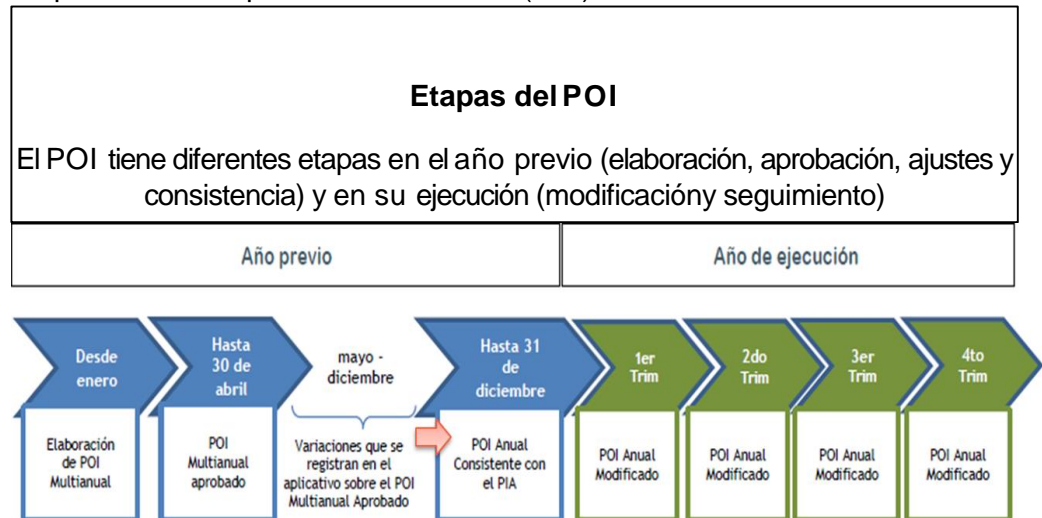 Etapas del POI
El POI tiene diferentes etapas en el año previo (elaboración, aprobación, ajustes y
consistencia) y en su ejecución (modificacióny seguimiento)
Año previo
Año de ejecución
Desde
enero
Hasta
30 de
abril
mayo -
diciembre
Hasta 31
de
diciembre
1er
Trim
2do
Trim
3er
Trim
4to
Trim
Elaboración
de POI
Multianual
POI
Multianual
aprobado
Variaciones que se
registran en el
aplicativo sobre el POI
Multianual Aprobado
POI Anual
Consistente con
el PIA
POI Anual
Modificado
POI Anual
Modificado
POI Anual
Modificado
POI Anual
Modificado